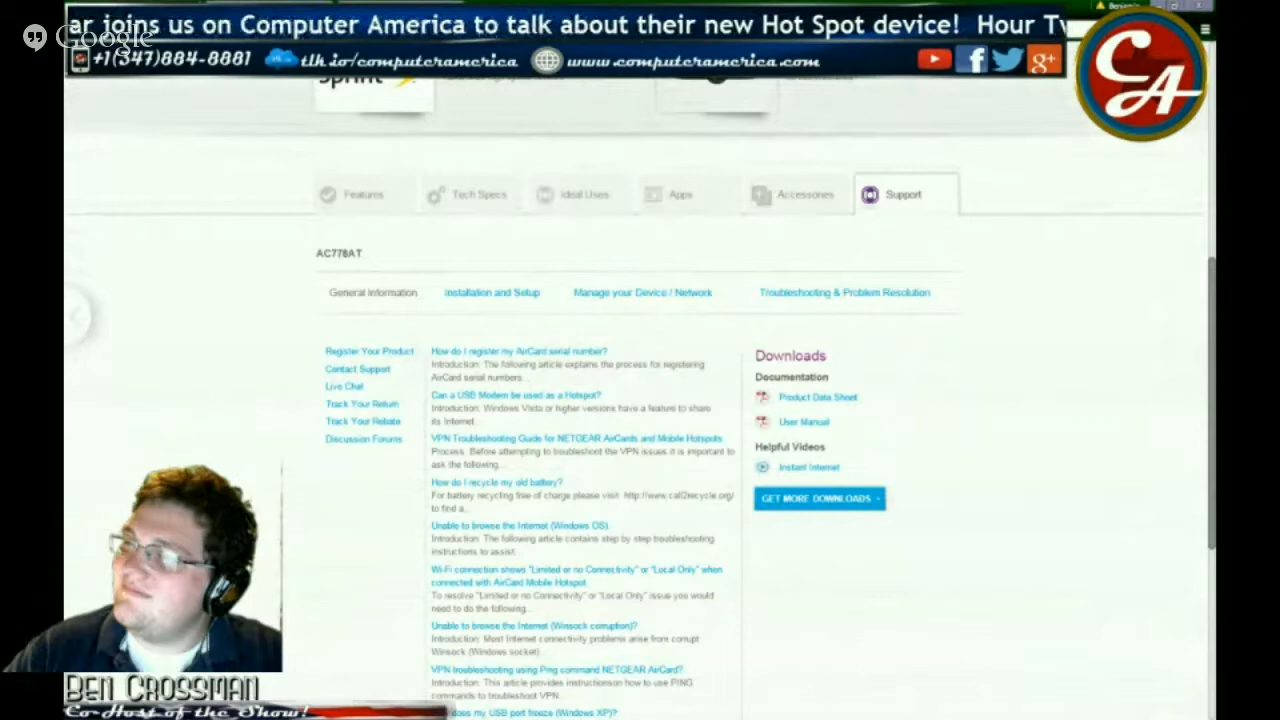 ar joins us on Computer America to talk about their new Hot Spot device! Hour Tw
Google
+1(347)884-8881 tlk.io/computeramerica www.computeramerica.com
g+
CA
Sprint
Features Tech Specs Ideal Uses Apps Accessories Support
AC778AT
General Information Installation and Setup Manage your Device / Network Troubleshooting & Problem Resolution
Register Your Product
Contact Support
Live Chat
Track Your Return
Track Your Rebate
Discussion Forums
How do I register my AirCard serial number?
Introduction: The following article explains the process for registering
AirCard serial numbers...
Can a USB Modem be used as a Hotspot?
Introduction: Windows Vista or higher versions have a feature to share
its Internet.
VPN Troubleshooting Guide for NETGEAR AirCards and Mobile Hotspots
Process Before attempting to troubleshoot the VPN issues it is important to
ask the following...
How do I recycle my old battery?
For battery recycling free of charge please visit http://www.call2recycle.org/
to find a...
Unable to browse the Internet (Windows OS).
Introduction: The following article contains step by step troubleshooting
instructions to assist.
Wi-Fi connection shows "Limited or no Connectivity" or "Local Only" when
connected with AirCard Mobile Hotspot
To resolve "Limited or no Connectivity" or "Local Only" issue you would
need to do the following...
Unable to browse the Internet (Winsock corruption)?
Introduction: Most Internet connectivity problems arise from corrupt
Winsock (Windows socket)...
VPN troubleshooting using Ping command NETGEAR AirCard?
Introduction: This article provides instructionson how to use PING
commands to troubleshoot VPN...
does my USB port freeze (Windows XP)?
Downloads
Documentation
Product Data Sheet
User Manual
Helpful Videos
Instant Internet
GET MORE DOWNLOADS
Ben Crossman
Co-Host of the Show!